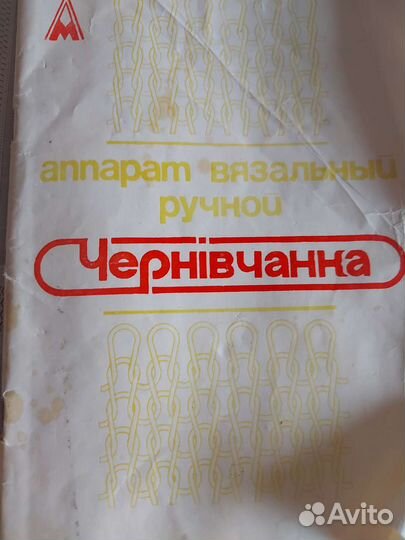 аппарат вязальный
ручной
Чернівчанка
Avito